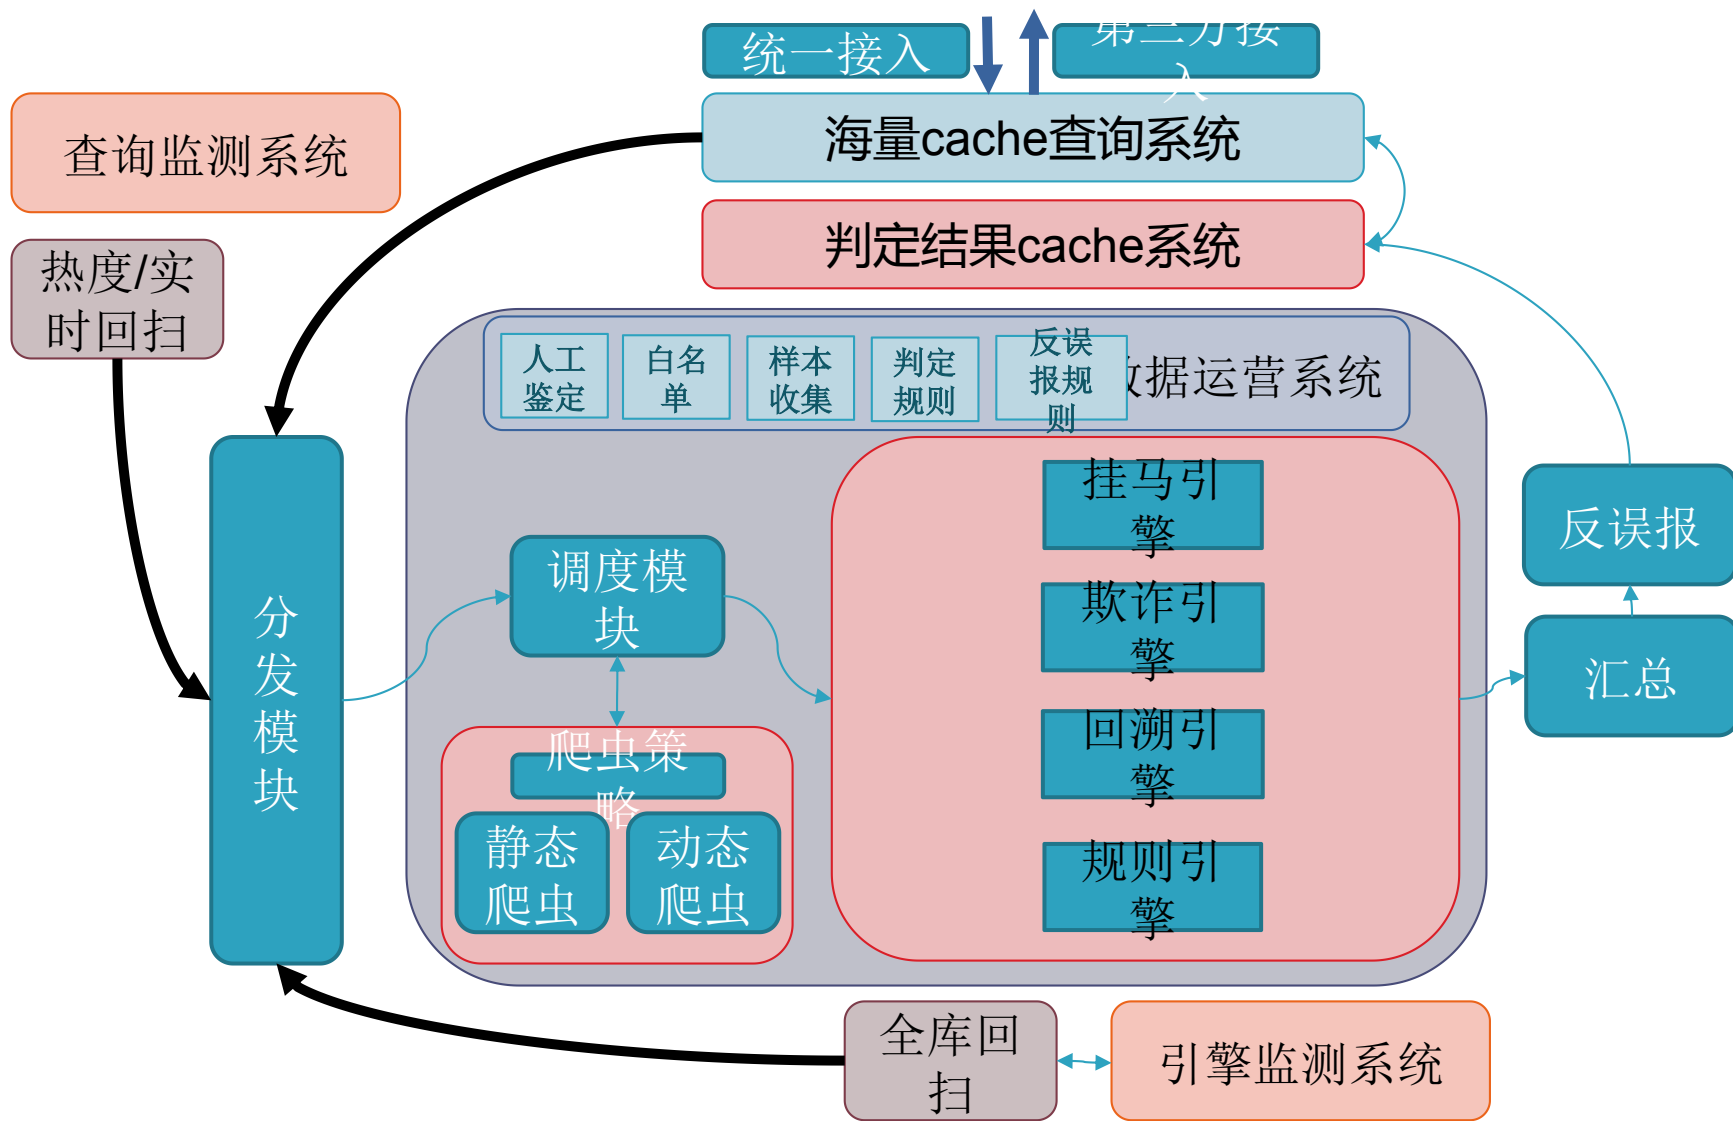 统一接入
第三方接
入
海量cache查询系统
查询监测系统
判定结果cache系统
热度/实
时回扫
人工
鉴定
白名
单
样本
收集
判定
规则
反误
报规
则
数据运营系统
挂马引
擎
反误报
调度模
块
欺诈引
擎
分
发
模
块
汇总
回溯引
擎
爬虫策
略
静态
爬虫
动态
爬虫
规则引
擎
全库回
扫
引擎监测系统